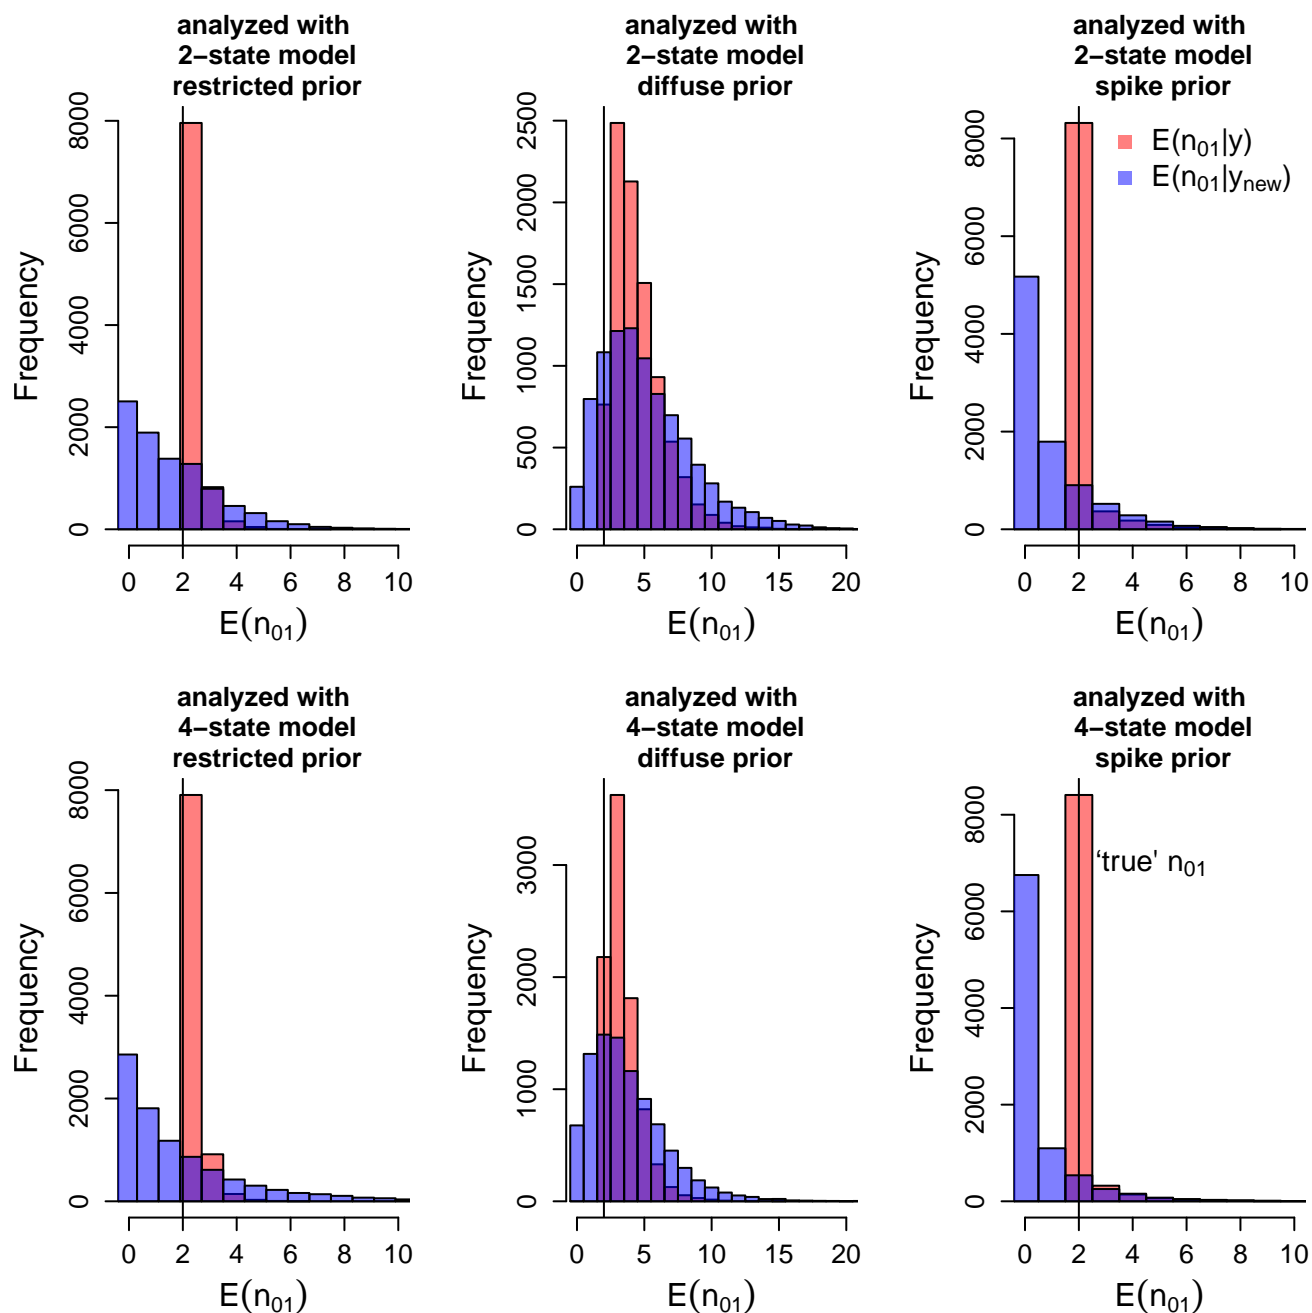 analyzed with
2−state model
restricted prior
8000
6000
4000
2000
0
Frequency
0 2 4 6 8 10
E(n01)
analyzed with
2−state model
diffuse prior
2500
2000
1500
1000
500
0
Frequency
0 5 10 15 20
E(n01)
analyzed with
2−state model
spike prior
8000
6000
4000
2000
0
Frequency
E(n01|y)
E(n01|ynew)
0 2 4 6 8 10
E(n01)
analyzed with
4−state model
restricted prior
8000
6000
4000
2000
0
Frequency
0 2 4 6 8 10
E(n01)
analyzed with
4−state model
diffuse prior
3000
2000
1000
0
Frequency
0 5 10 15 20
E(n01)
analyzed with
4−state model
spike prior
8000
6000
4000
2000
0
Frequency
‘true' n01
0 2 4 6 8 10
E(n01)